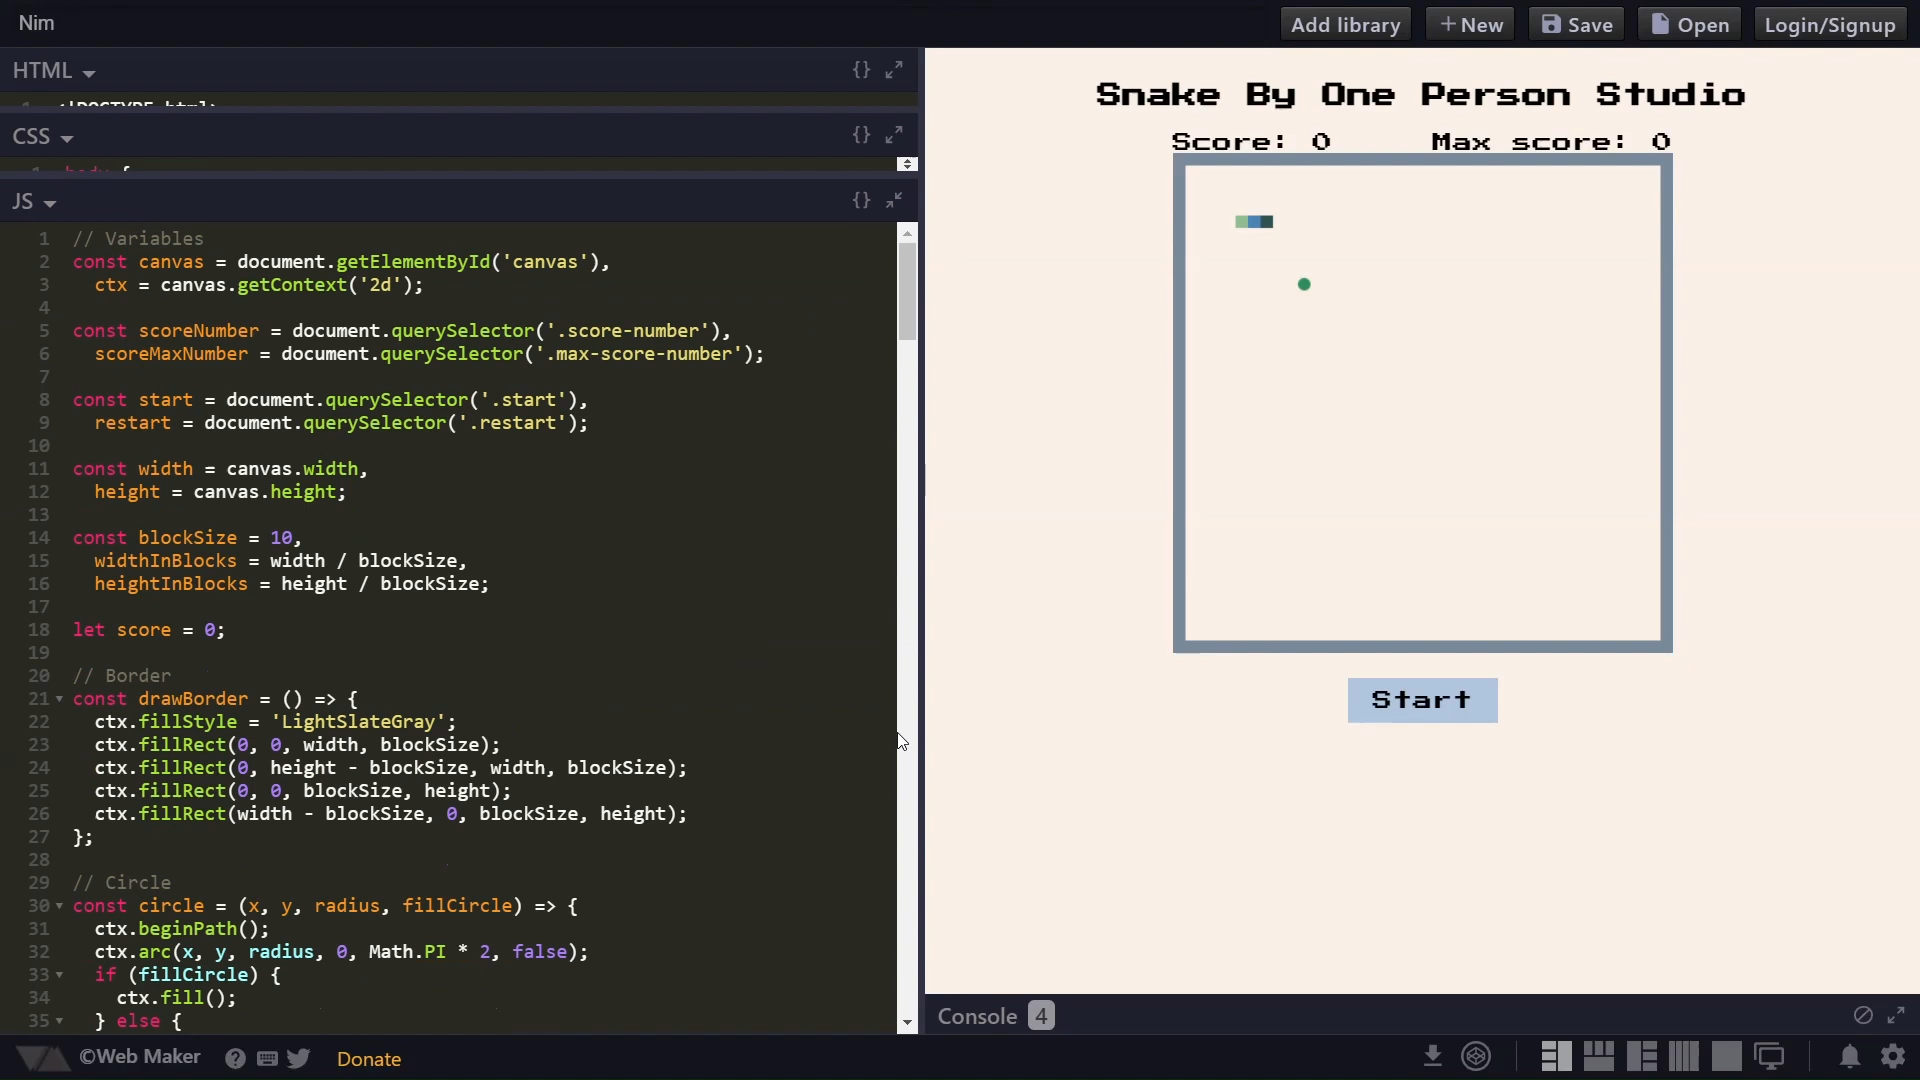 Nim
Add library
+ New
Save
Open
Login/Signup
HTML
{}
1 <!DOCTYPE html>
CSS
{}
1 body {
JS
{}
1 // Variables
2 const canvas = document.getElementById('canvas'),
3   ctx = canvas.getContext('2d');
4
5 const scoreNumber = document.querySelector('.score-number'),
6   scoreMaxNumber = document.querySelector('.max-score-number');
7
8 const start = document.querySelector('.start'),
9   restart = document.querySelector('.restart');
10
11 const width = canvas.width,
12   height = canvas.height;
13
14 const blockSize = 10,
15   widthInBlocks = width / blockSize,
16   heightInBlocks = height / blockSize;
17
18 let score = 0;
19
20 // Border
21 const drawBorder = () => {
22   ctx.fillStyle = 'LightSlateGray';
23   ctx.fillRect(0, 0, width, blockSize);
24   ctx.fillRect(0, height - blockSize, width, blockSize);
25   ctx.fillRect(0, 0, blockSize, height);
26   ctx.fillRect(width - blockSize, 0, blockSize, height);
27 };
28
29 // Circle
30 const circle = (x, y, radius, fillCircle) => {
31   ctx.beginPath();
32   ctx.arc(x, y, radius, 0, Math.PI * 2, false);
33   if (fillCircle) {
34     ctx.fill();
35   } else {
Snake By One Person Studio
Score: 0 Max score: 0
Start
Console 4
©Web Maker
Donate